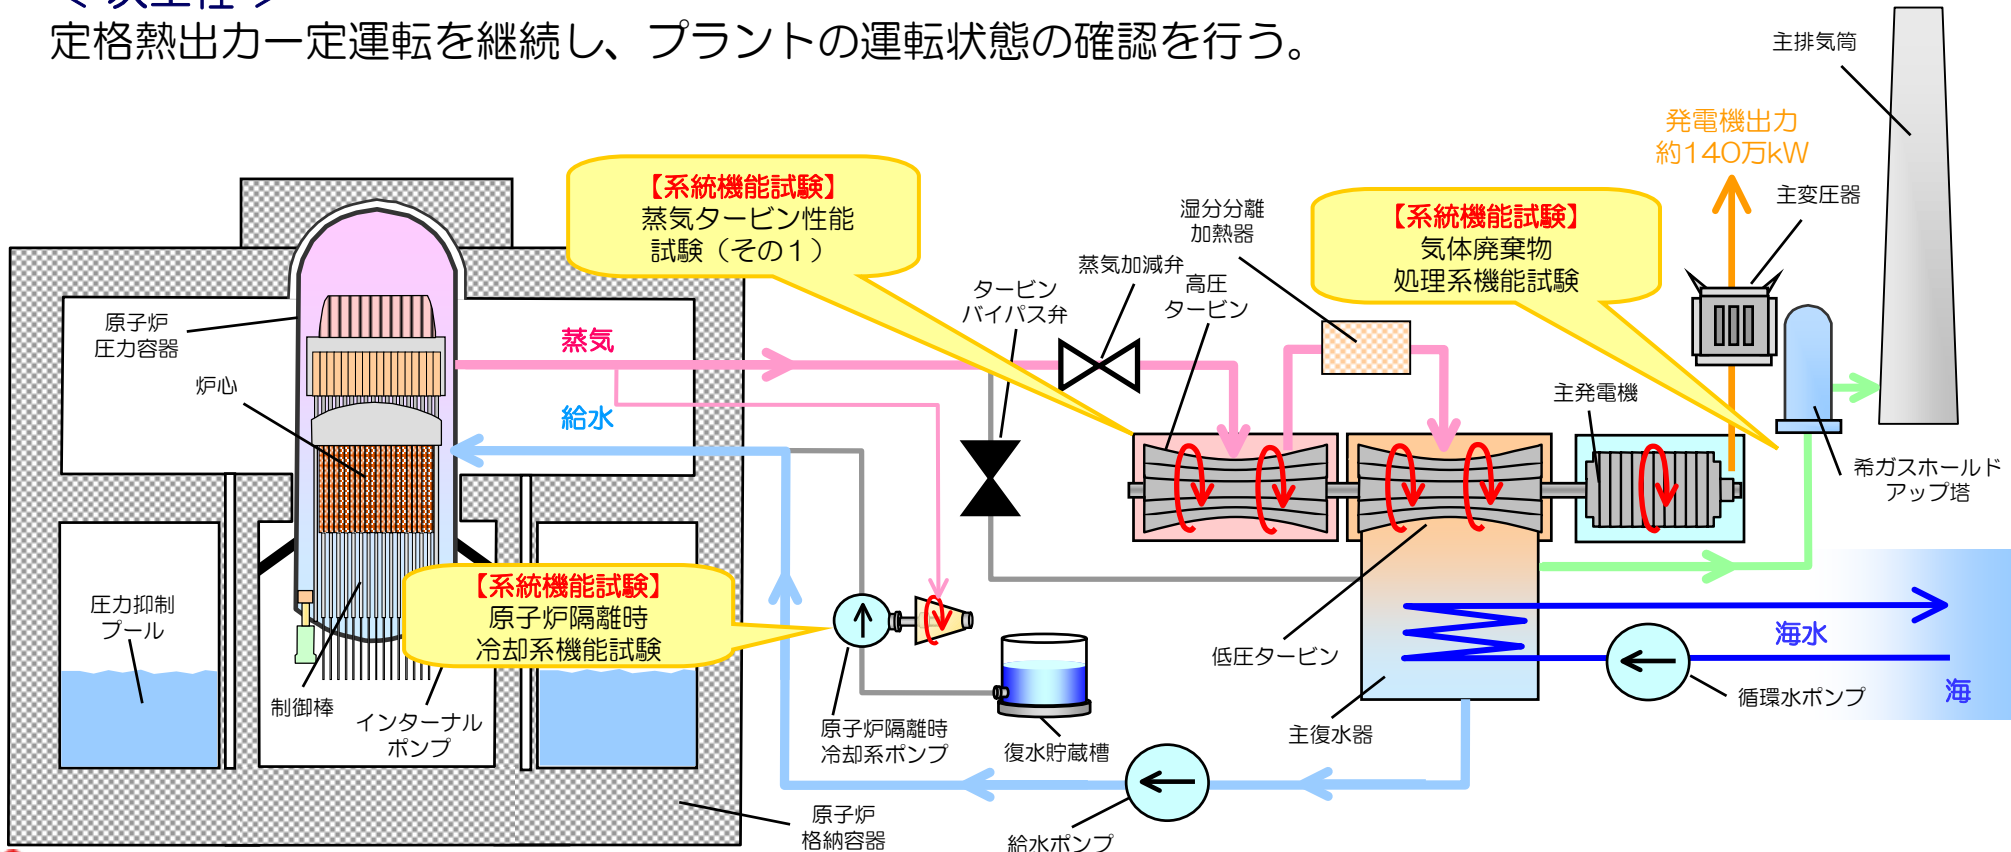 定格熱出力一定運転を継続し、プラントの運転状態の確認を行う。
主排気筒
発電機出力
約140万kW
【系統機能試験】
蒸気タービン性能
試験（その１）
【系統機能試験】
気体廃棄物
処理系機能試験
主変圧器
湿分分離
加熱器
蒸気加減弁
高圧
タービン
タービン
バイパス弁
原子炉
圧力容器
蒸気
炉心
給水
主発電機
希ガスホールド
アップ塔
【系統機能試験】
原子炉隔離時
冷却系機能試験
圧力抑制
プール
制御棒
インターナル
ポンプ
原子炉隔離時
冷却系ポンプ
復水貯蔵槽
低圧タービン
主復水器
海水
循環水ポンプ
海
原子炉
格納容器
給水ポンプ